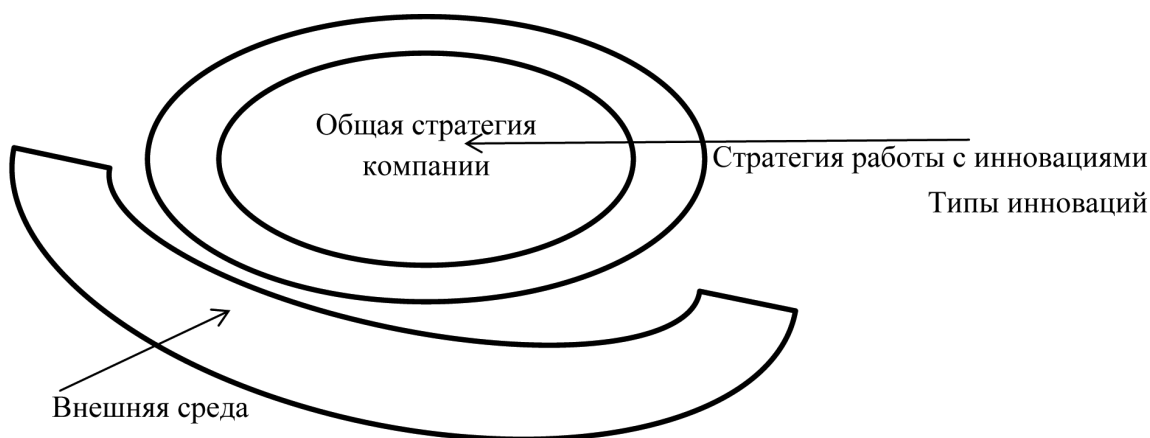 Общая стратегия
компании
Стратегия работы с инновациями
Типы инноваций
Внешняя среда